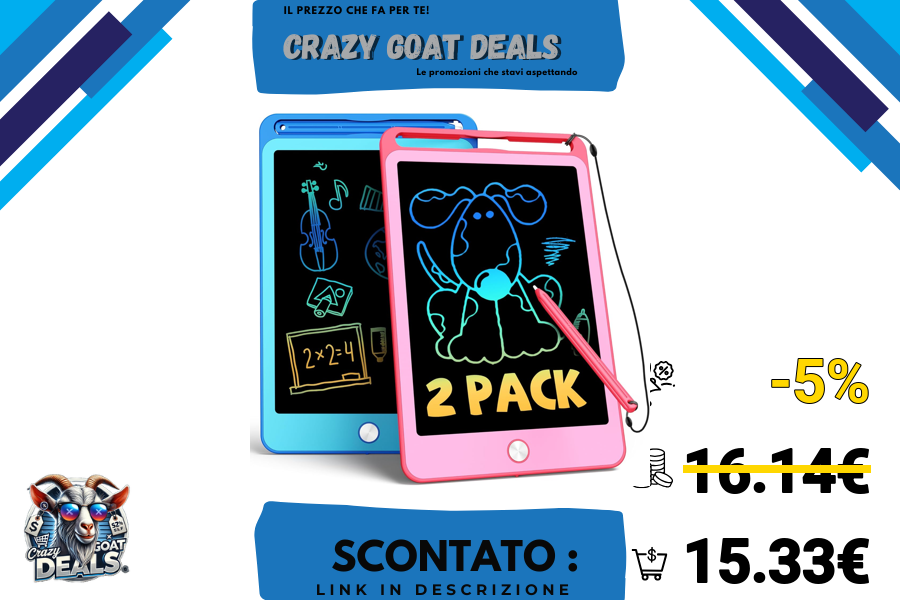 IL PREZZO CHE FA PER TE!
CRAZY GOAT DEALS
Le promozioni che stavi aspettando
2×2=4
2 PACK
-5%
16.14€
SCONTATO :
15.33€
LINK IN DESCRIZIONE
$
57%
Crazy
GOAT
DEALS